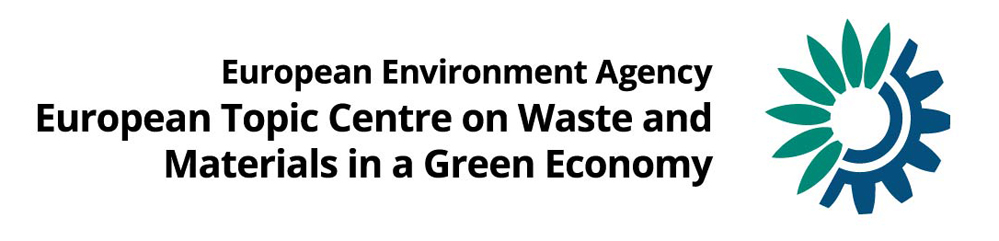 European Environment Agency
European Topic Centre on Waste and
Materials in a Green Economy